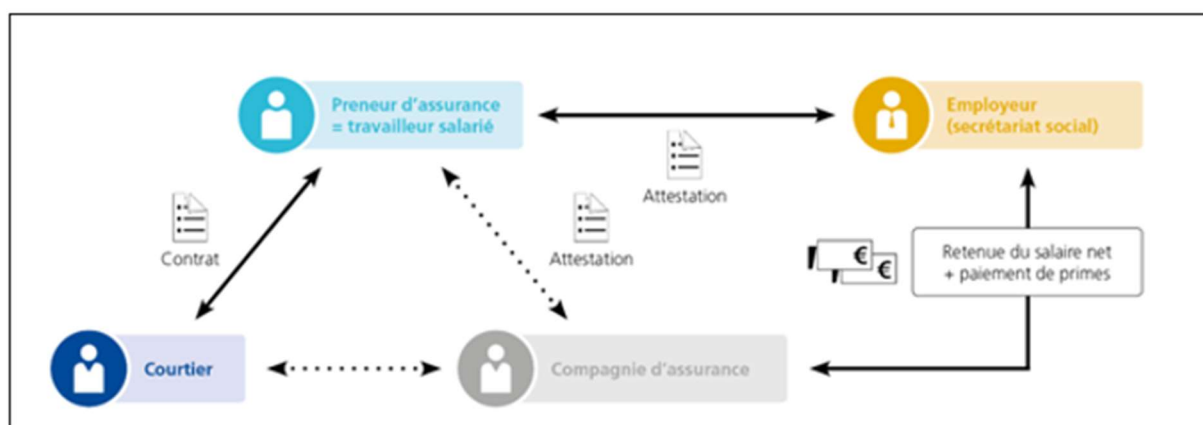 Preneur d'assurance
= travailleur salarié
Employeur
(secrétariat social)
Attestation
Contrat
Attestation
€
€
Retenue du salaire net
+ paiement de primes
Courtier
Compagnie d'assurance